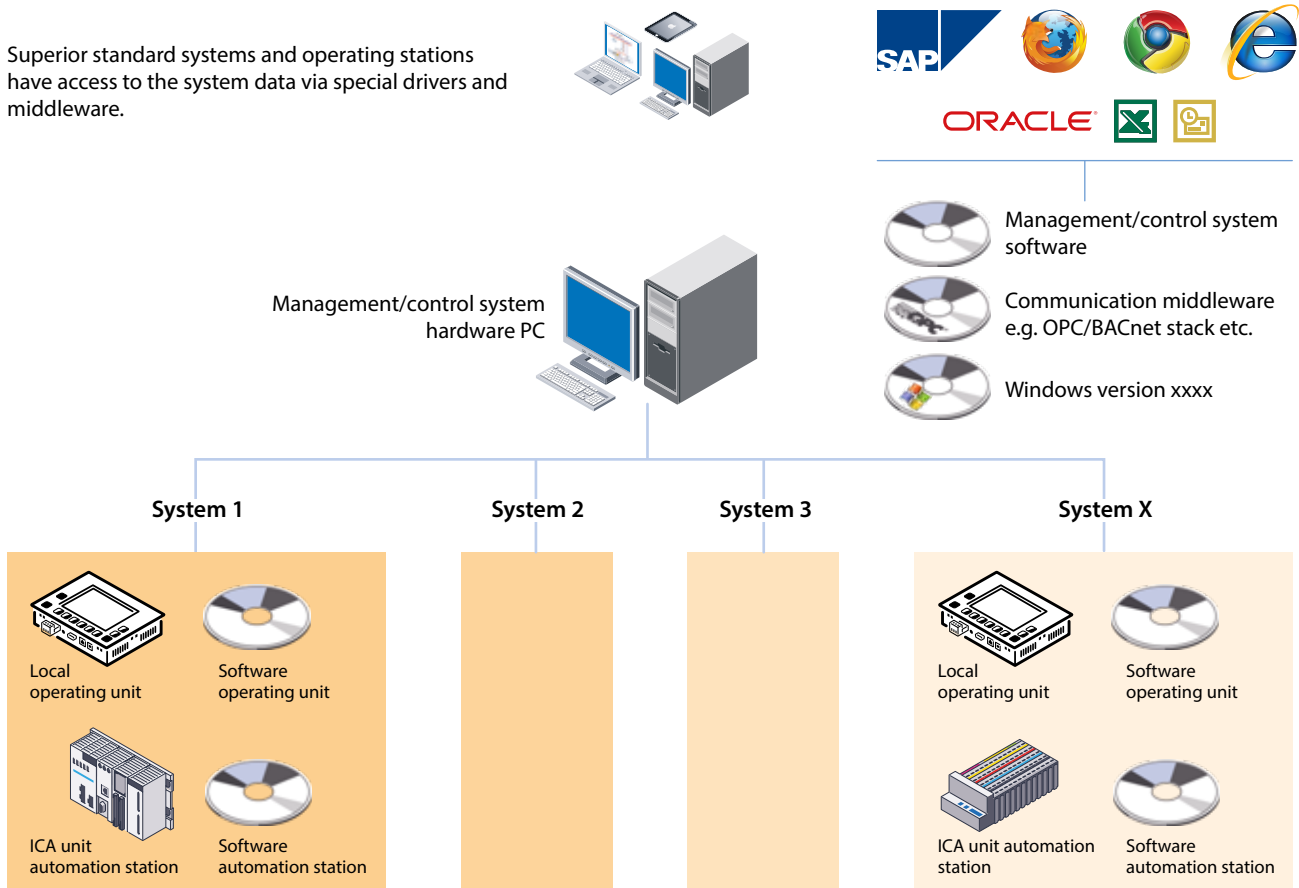 Superior standard systems and operating stations
have access to the system data via special drivers and
middleware.
SAP
ORACLE
Management/control system
software
Management/control system
hardware PC
OPC
Communication middleware
e.g. OPC/BACnet stack etc.
Windows version xxxx
System 1
System 2
System 3
System X
Local
operating unit
Software
operating unit
ICA unit
automation station
Software
automation station
Local
operating unit
Software
operating unit
ICA unit automation
station
Software
automation station